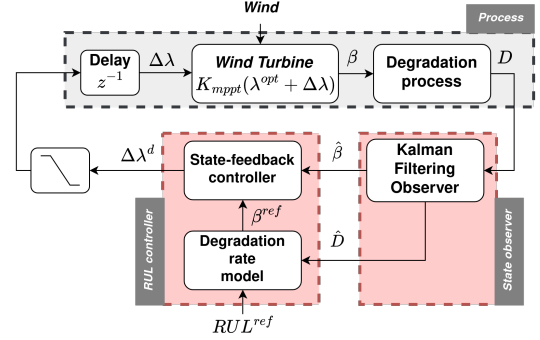 Wind
Process
Delay
z⁻¹
Δλ
Wind Turbine
K_{mppt}(λ^{opt} + Δλ)
β
Degradation
process
D
Δλ^d
State-feedback
controller
β̂
Kalman
Filtering
Observer
β^{ref}
RUL controller
Degradation
rate
model
D̂
State observer
RUL^{ref}